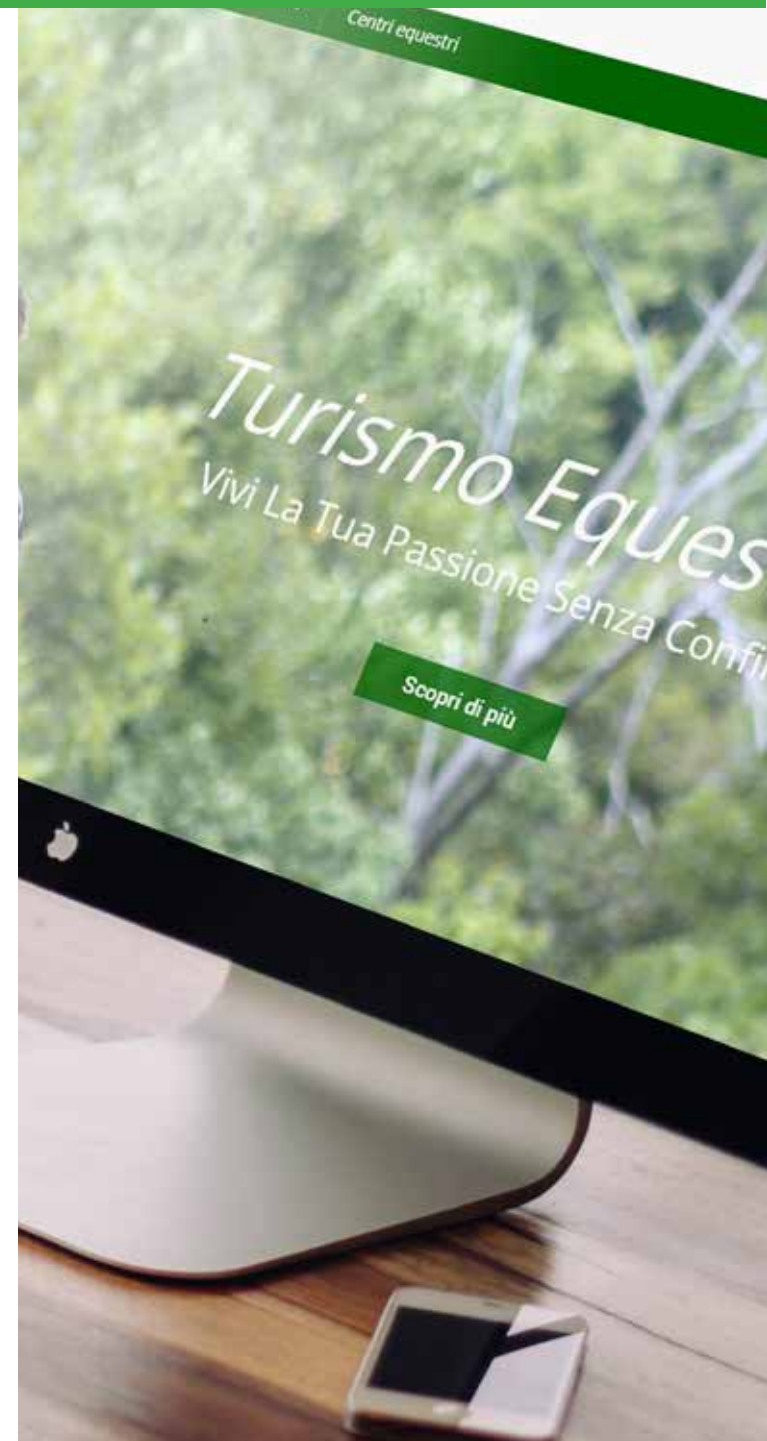 Centri equestri
Turismo Eques
Vivi La Tua Passione Senza Confi
Scopri di più